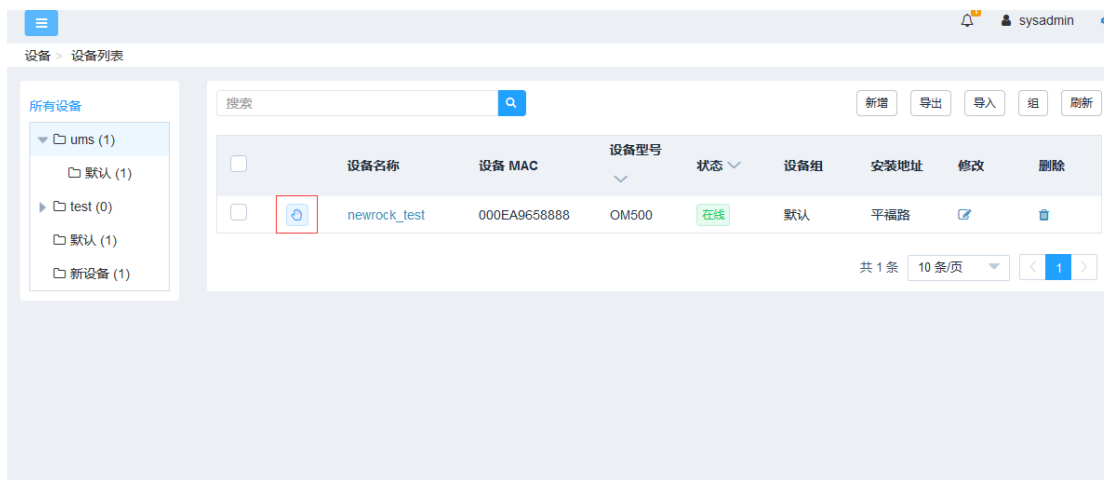 sysadmin
设备 > 设备列表
所有设备
ums (1)
默认 (1)
test (0)
默认 (1)
新设备 (1)
搜索
新增 导出 导入 组 刷新
设备名称 设备 MAC 设备型号 状态 设备组 安装地址 修改 删除
newrock_test 000EA9658888 OM500 在线 默认 平福路
共 1 条 10 条/页 < 1 >